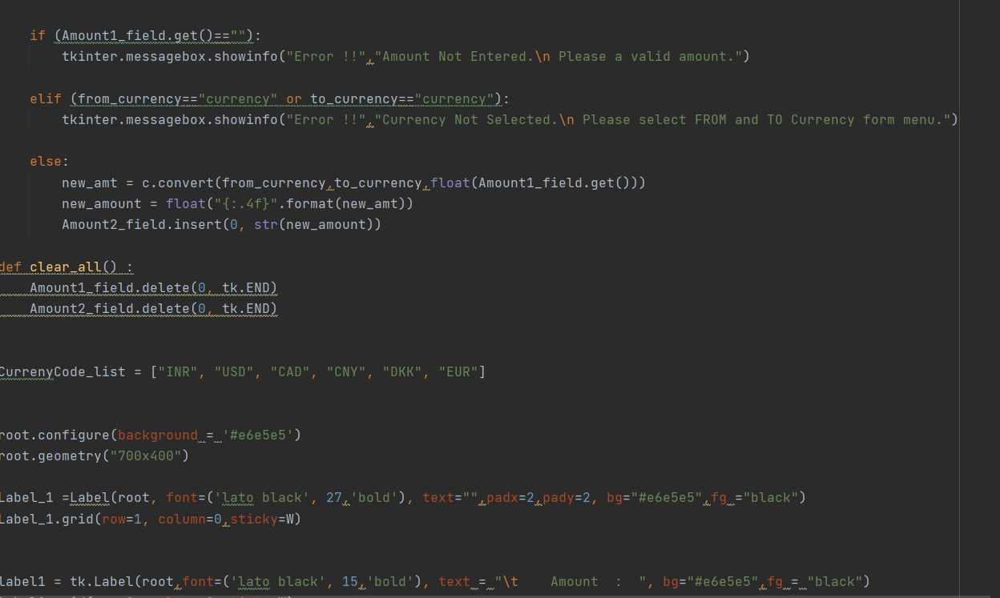 if (Amount1_field.get()==""):
tkinter.messagebox.showinfo("Error !!","Amount Not Entered.\n Please a valid amount.")
elif (from_currency=="currency" or to_currency=="currency"):
tkinter.messagebox.showinfo("Error !!","Currency Not Selected.\n Please select FROM and TO Currency form menu.")
else:
new_amt = c.convert(from_currency,to_currency,float(Amount1_field.get()))
new_amount = float("{:.4f}".format(new_amt))
Amount2_field.insert(0, str(new_amount))
def clear_all() :
Amount1_field.delete(0, tk.END)
Amount2_field.delete(0, tk.END)
CurrenyCode_list = ["INR", "USD", "CAD", "CNY", "DKK", "EUR"]
root.configure(background = '#e6e5e5')
root.geometry("700x400")
Label_1 =Label(root, font=('lato black', 27,'bold'), text="",padx=2,pady=2, bg="#e6e5e5",fg ="black")
Label_1.grid(row=1, column=0,sticky=W)
label1 = tk.Label(root,font=('lato black', 15,'bold'), text = "\t    Amount  :  ", bg="#e6e5e5",fg = "black")